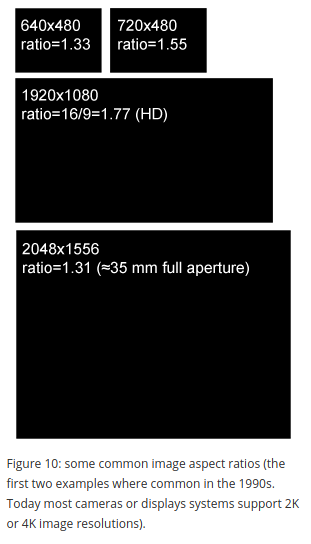 640x480
ratio=1.33
720x480
ratio=1.55
1920x1080
ratio=16/9=1.77 (HD)
2048x1556
ratio=1.31 (≈35 mm full aperture)
Figure 10: some common image aspect ratios (the
first two examples where common in the 1990s.
Today most cameras or displays systems support 2K
or 4K image resolutions).